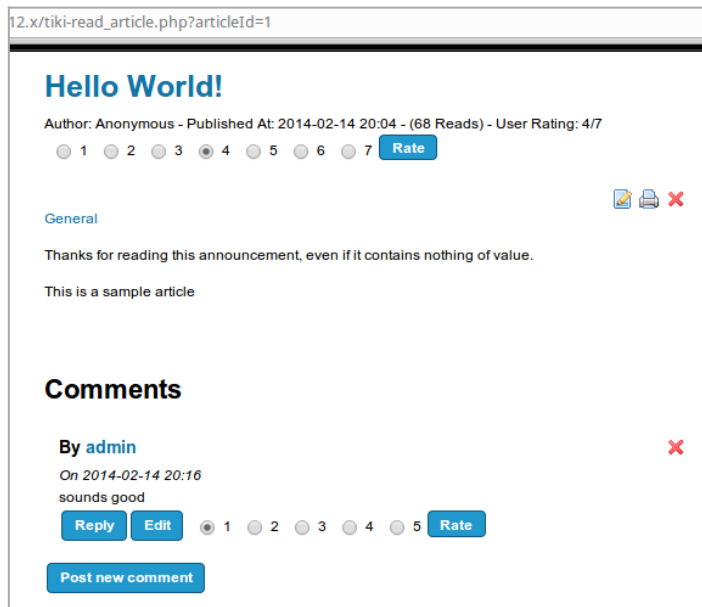 12.x/tiki-read_article.php?articleId=1
Hello World!
Author: Anonymous - Published At: 2014-02-14 20:04 - (68 Reads) - User Rating: 4/7
1 2 3 4 5 6 7 Rate
General
Thanks for reading this announcement, even if it contains nothing of value.
This is a sample article
Comments
By admin
On 2014-02-14 20:16
sounds good
Reply Edit 1 2 3 4 5 Rate
Post new comment